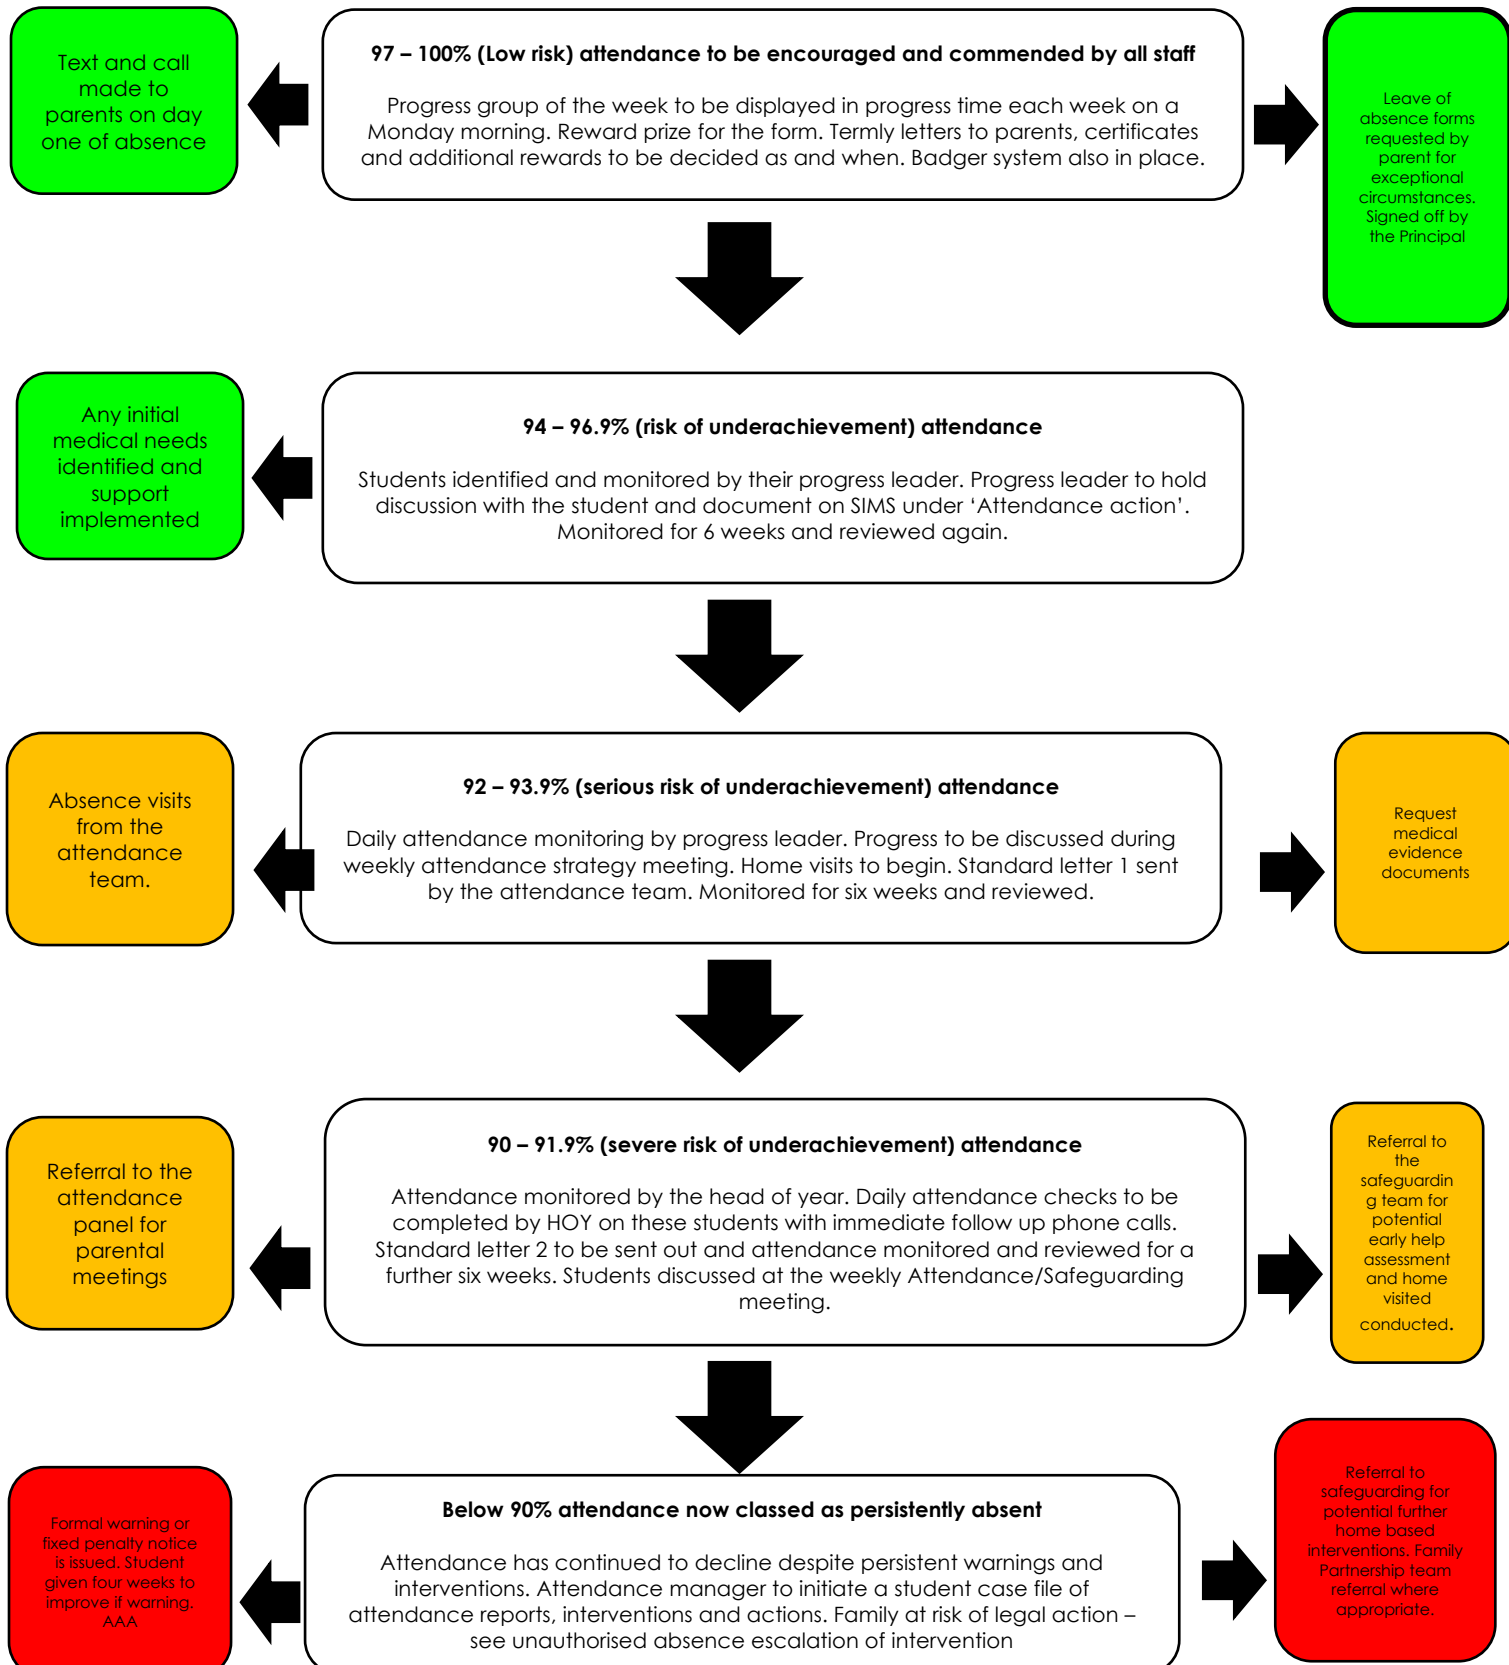 Text and call
made to
parents on day
one of absence
97 – 100% (Low risk) attendance to be encouraged and commended by all staff
Progress group of the week to be displayed in progress time each week on a
Monday morning. Reward prize for the form. Termly letters to parents, certificates
and additional rewards to be decided as and when. Badger system also in place.
Leave of
absence forms
requested by
parent for
exceptional
circumstances.
Signed off by
the Principal
Any initial
medical needs
identified and
support
implemented
94 – 96.9% (risk of underachievement) attendance
Students identified and monitored by their progress leader. Progress leader to hold
discussion with the student and document on SIMS under ‘Attendance action’.
Monitored for 6 weeks and reviewed again.
Absence visits
from the
attendance
team.
92 – 93.9% (serious risk of underachievement) attendance
Daily attendance monitoring by progress leader. Progress to be discussed during
weekly attendance strategy meeting. Home visits to begin. Standard letter 1 sent
by the attendance team. Monitored for six weeks and reviewed.
Request
medical
evidence
documents
Referral to the
attendance
panel for
parental
meetings
90 – 91.9% (severe risk of underachievement) attendance
Attendance monitored by the head of year. Daily attendance checks to be
completed by HOY on these students with immediate follow up phone calls.
Standard letter 2 to be sent out and attendance monitored and reviewed for a
further six weeks. Students discussed at the weekly Attendance/Safeguarding
meeting.
Referral to
the
safeguardin
g team for
potential
early help
assessment
and home
visited
conducted.
Formal warning or
fixed penalty notice
is issued. Student
given four weeks to
improve if warning.
AAA
Below 90% attendance now classed as persistently absent
Attendance has continued to decline despite persistent warnings and
interventions. Attendance manager to initiate a student case file of
attendance reports, interventions and actions. Family at risk of legal action –
see unauthorised absence escalation of intervention
Referral to
safeguarding for
potential further
home based
interventions. Family
Partnership team
referral where
appropriate.